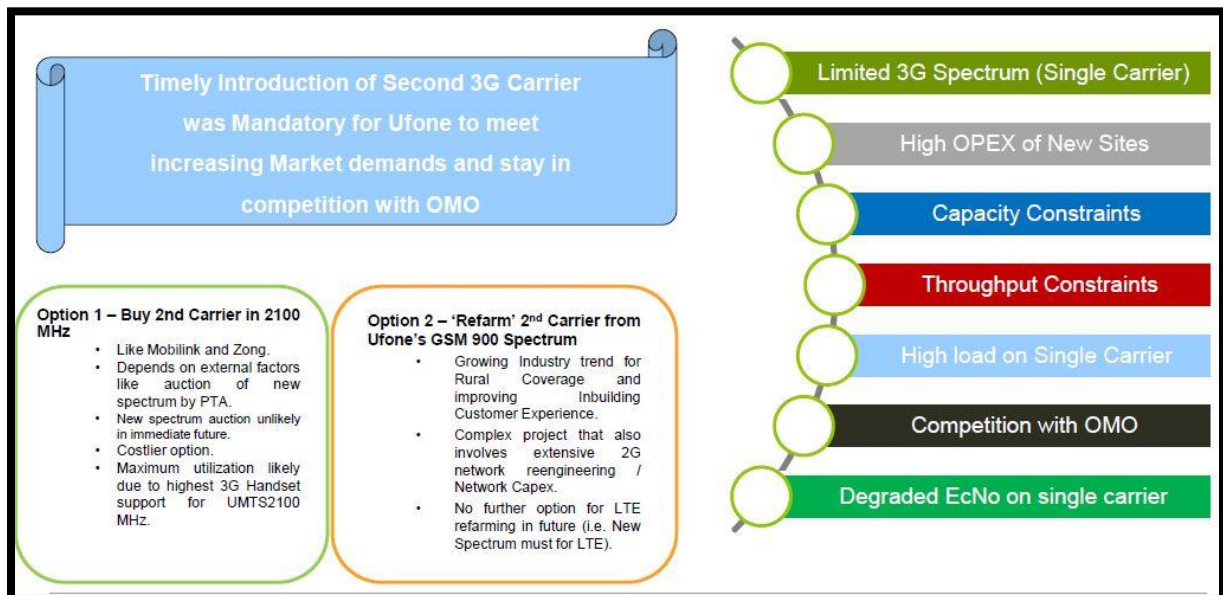 Timely Introduction of Second 3G Carrier
was Mandatory for Ufone to meet
increasing Market demands and stay in
competition with OMO
Option 1 – Buy 2nd Carrier in 2100
MHz
• Like Mobilink and Zong.
• Depends on external factors
like auction of new
spectrum by PTA.
• New spectrum auction unlikely
in immediate future.
• Costlier option.
• Maximum utilization likely
due to highest 3G Handset
support for UMTS2100
MHz.
Option 2 – ‘Refarm’ 2nd Carrier from
Ufone's GSM 900 Spectrum
• Growing Industry trend for
Rural Coverage and
improving Inbuilding
Customer Experience.
• Complex project that also
involves extensive 2G
network reengineering /
Network Capex.
• No further option for LTE
refarming in future (i.e. New
Spectrum must for LTE).
Limited 3G Spectrum (Single Carrier)
High OPEX of New Sites
Capacity Constraints
Throughput Constraints
High load on Single Carrier
Competition with OMO
Degraded EcNo on single carrier